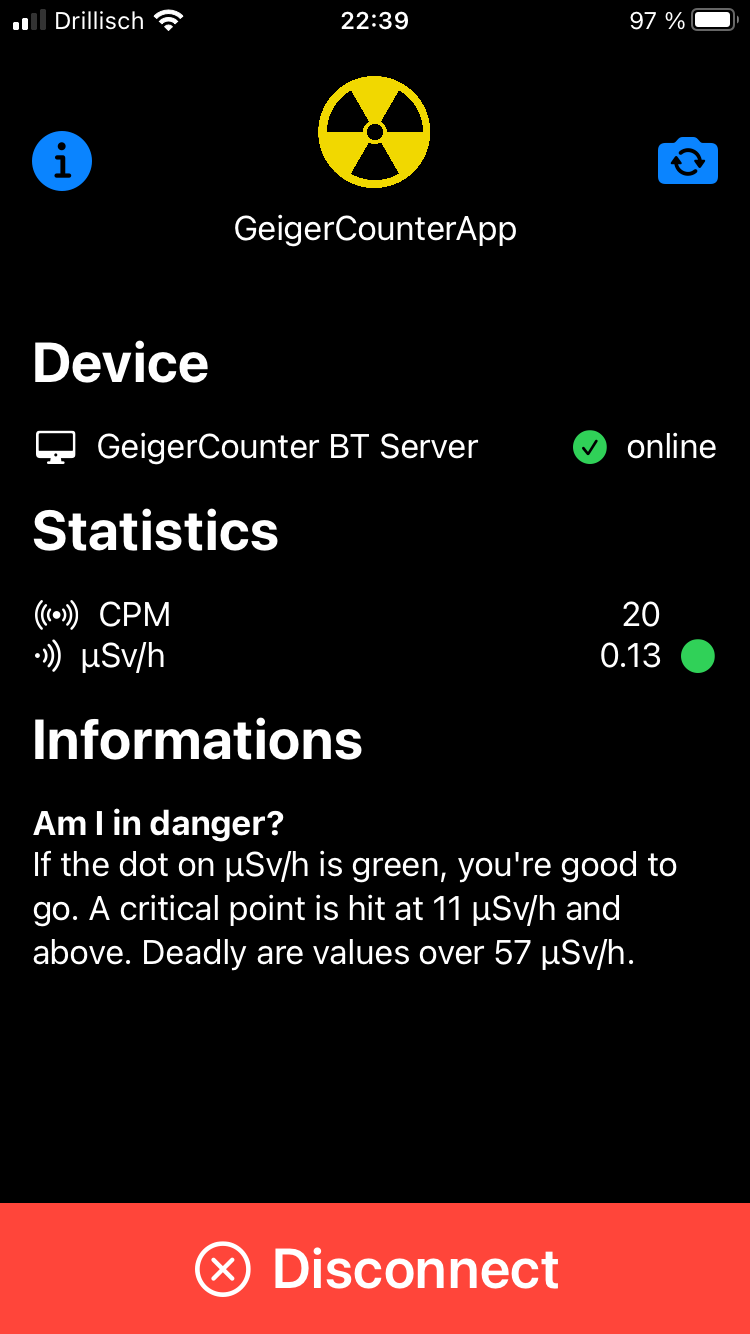 Drillisch 22:39 97 %
GeigerCounterApp
Device
GeigerCounter BT Server online
Statistics
CPM 20
µSv/h 0.13
Informations
Am I in danger?
If the dot on µSv/h is green, you're good to
go. A critical point is hit at 11 µSv/h and
above. Deadly are values over 57 µSv/h.
Disconnect